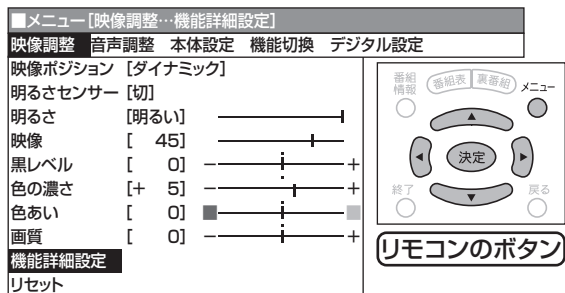 ■メニュー[映像調整…機能詳細設定]
映像調整 音声調整 本体設定 機能切換 デジタル設定
映像ポジション [ダイナミック]
明るさセンサー [切]
明るさ [明るい]
映像 [ 45]
黒レベル [ 0] − +
色の濃さ [+ 5] − +
色あい [ 0]
画質 [ 0] − +
機能詳細設定
リセット
番組情報
番組表
裏番組
メニュー
決定
終了
戻る
リモコンのボタン